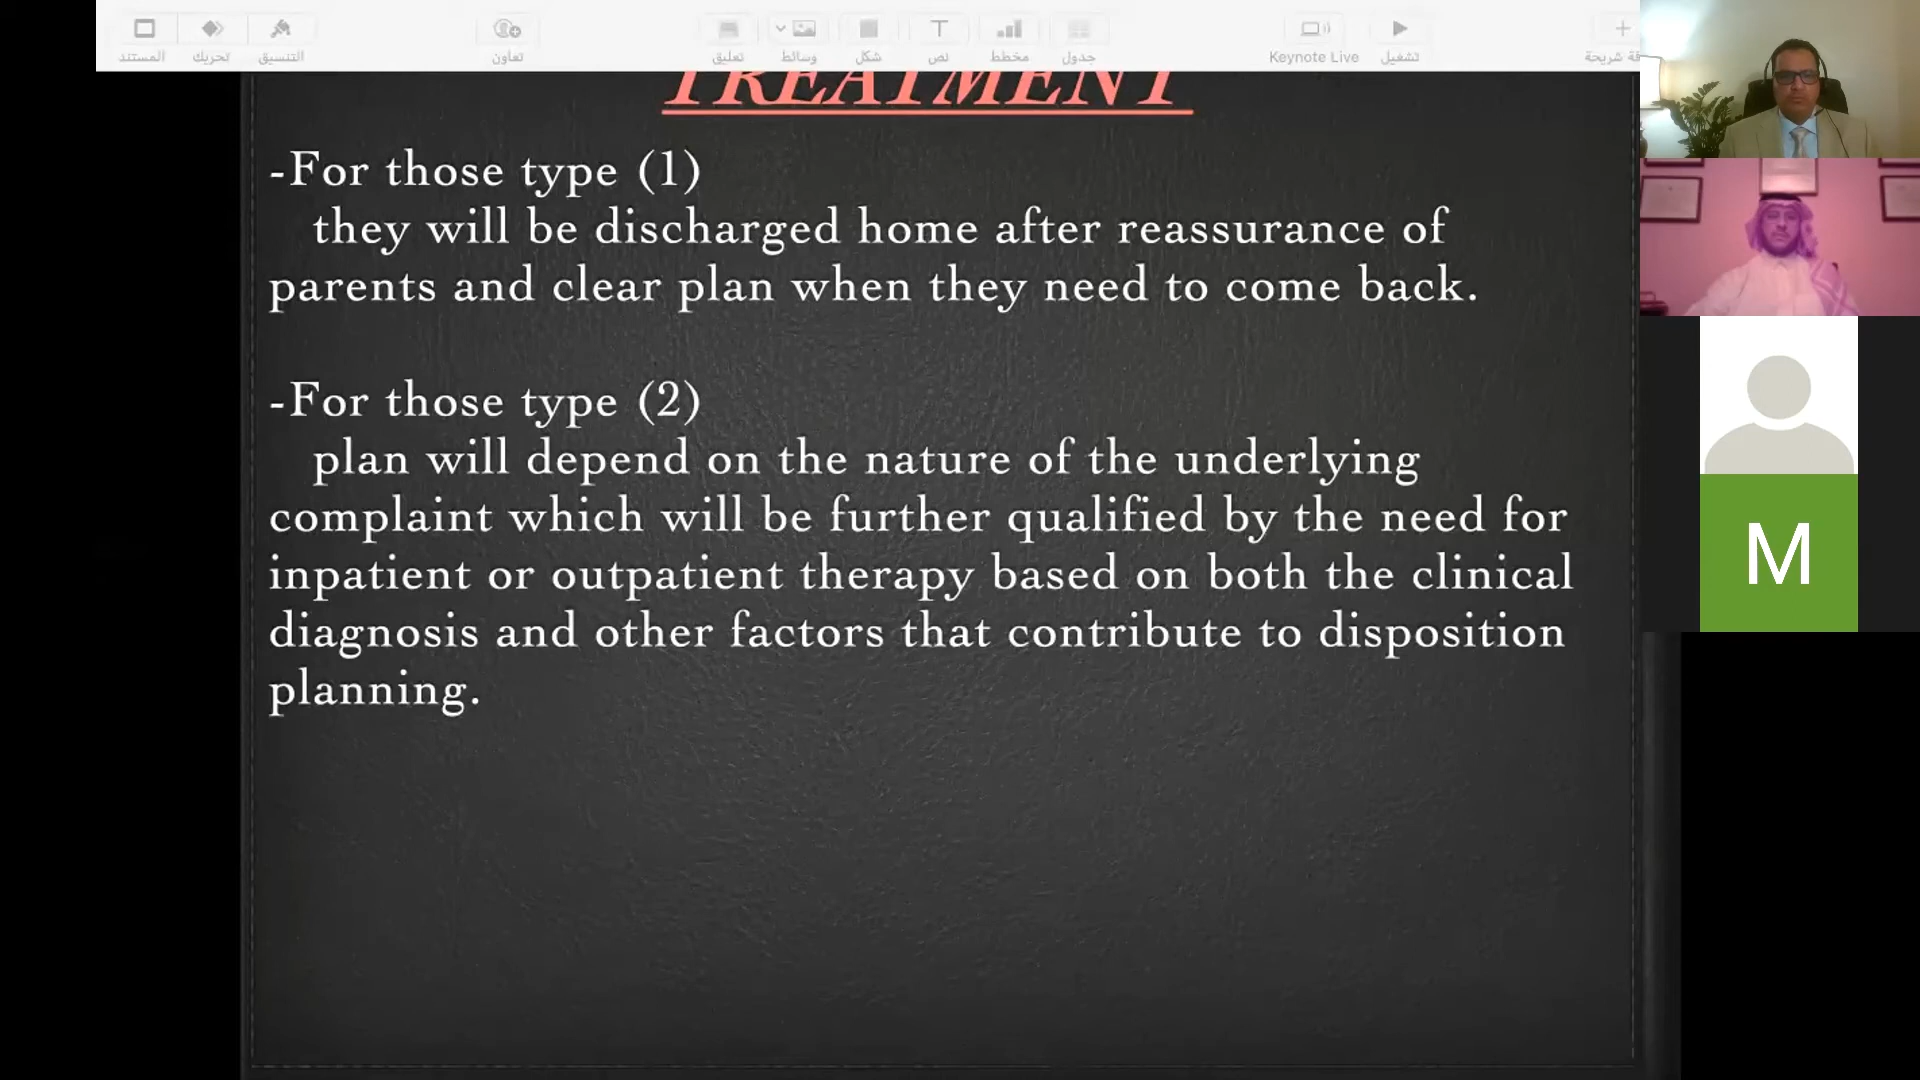 المستند
تحريك
التنسيق
تعاون
تعليق
وسائط
شكل
نص
مخطط
جدول
Keynote Live
تشغيل
شريحة
TREATMENT
-For those type (1)
they will be discharged home after reassurance of
parents and clear plan when they need to come back.
-For those type (2)
plan will depend on the nature of the underlying
complaint which will be further qualified by the need for
inpatient or outpatient therapy based on both the clinical
diagnosis and other factors that contribute to disposition
planning.
M